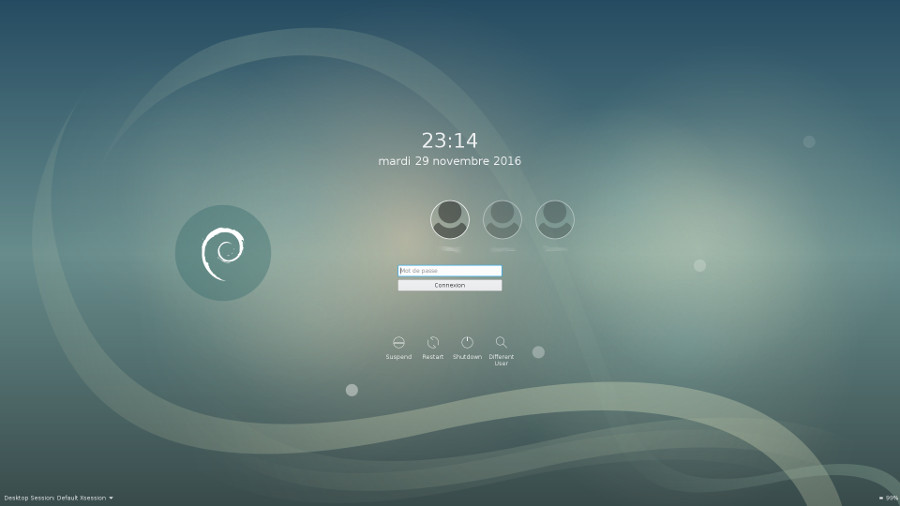 23:14
mardi 29 novembre 2016
Mot de passe
Connexion
Suspend Restart Shutdown Different
User
Desktop Session: Default Xsession
99%